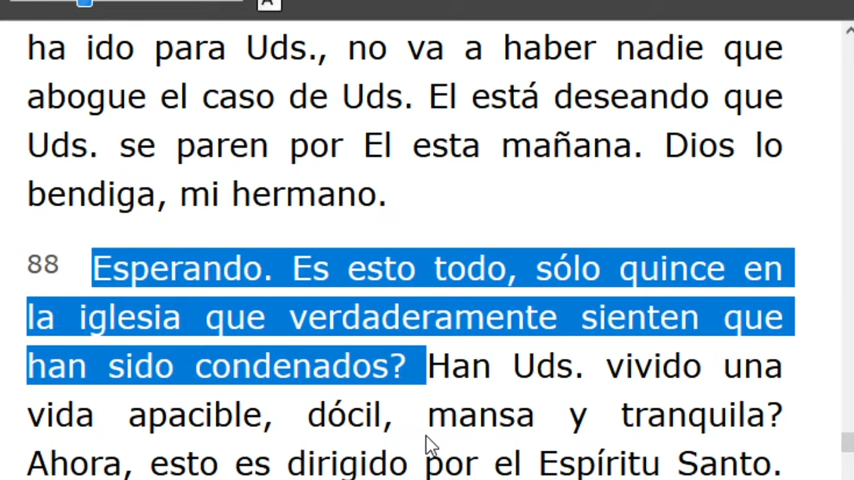 A
ha ido para Uds., no va a haber nadie que
abogue el caso de Uds. El está deseando que
Uds. se paren por El esta mañana. Dios lo
bendiga, mi hermano.
88 Esperando. Es esto todo, sólo quince en
la iglesia que verdaderamente sienten que
han sido condenados? Han Uds. vivido una
vida apacible, dócil, mansa y tranquila?
Ahora, esto es dirigido por el Espíritu Santo.